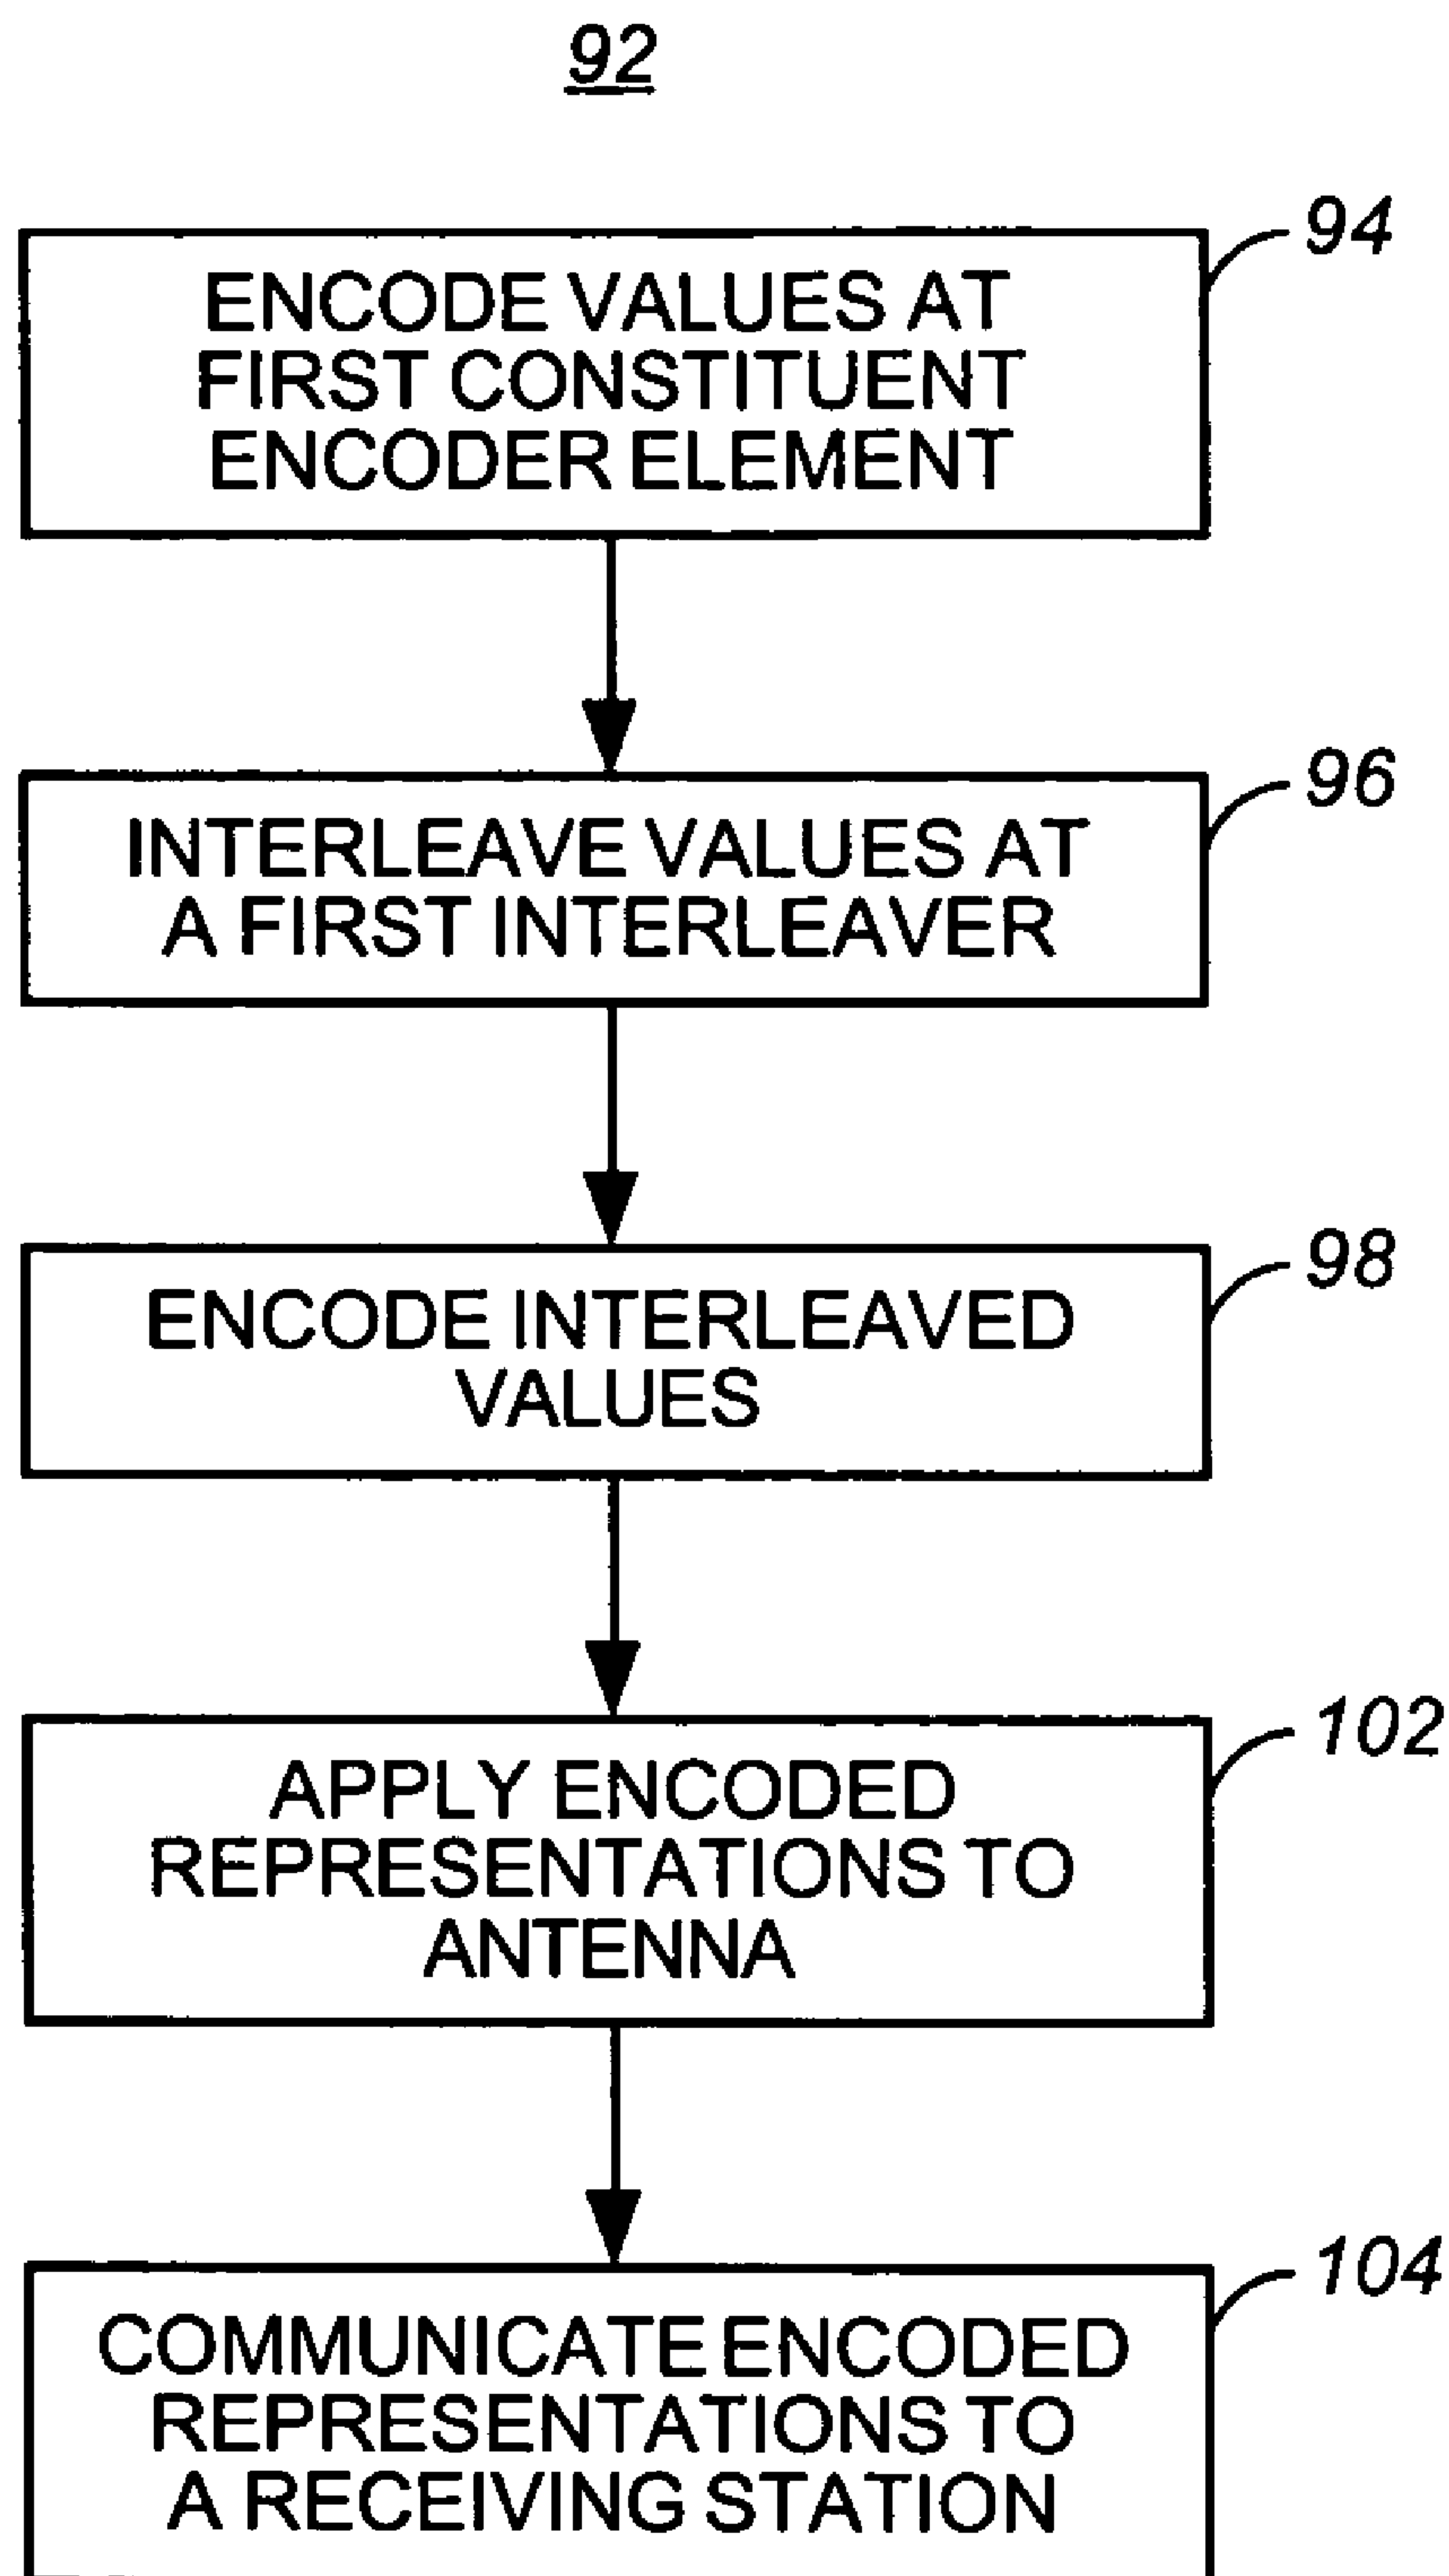 92
94
ENCODE VALUES AT
FIRST CONSTITUENT
ENCODER ELEMENT
96
INTERLEAVE VALUES AT
A FIRST INTERLEAVER
98
ENCODE INTERLEAVED
VALUES
102
APPLY ENCODED
REPRESENTATIONS TO
ANTENNA
104
COMMUNICATE ENCODED
REPRESENTATIONS TO
A RECEIVING STATION